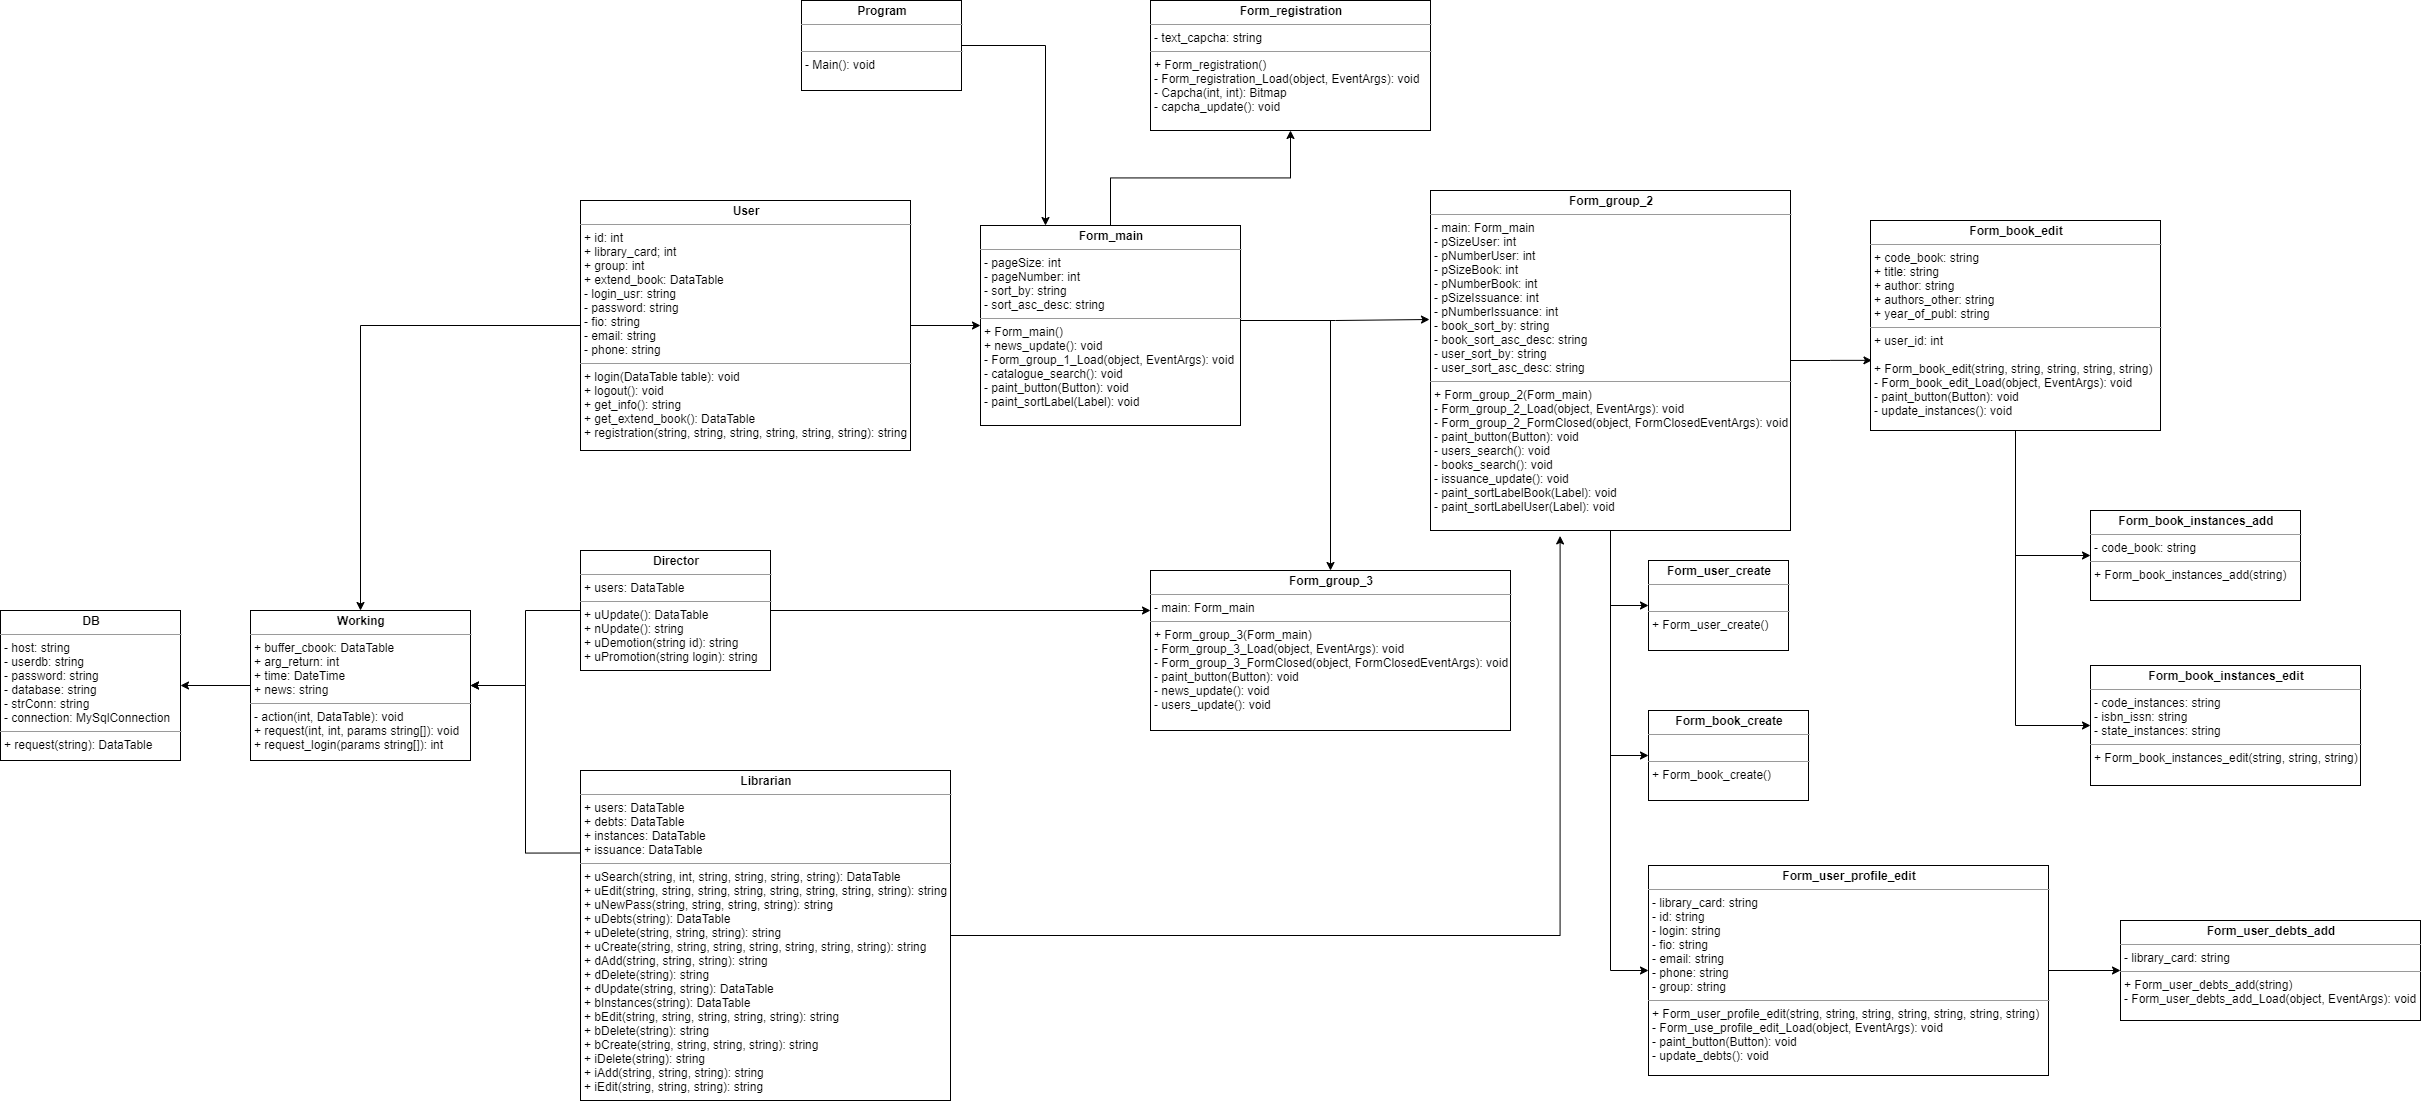 Program
- Main(): void
Form_registration
- text_capcha: string
+ Form_registration()
- Form_registration_Load(object, EventArgs): void
- Capcha(int, int): Bitmap
- capcha_update(): void
User
+ id: int
+ library_card; int
+ group: int
+ extend_book: DataTable
- login_usr: string
- password: string
- fio: string
- email: string
- phone: string
+ login(DataTable table): void
+ logout(): void
+ get_info(): string
+ get_extend_book(): DataTable
+ registration(string, string, string, string, string, string): string
Form_main
- pageSize: int
- pageNumber: int
- sort_by: string
- sort_asc_desc: string
+ Form_main()
+ news_update(): void
- Form_group_1_Load(object, EventArgs): void
- catalogue_search(): void
- paint_button(Button): void
- paint_sortLabel(Label): void
Form_group_2
- main: Form_main
- pSizeUser: int
- pNumberUser: int
- pSizeBook: int
- pNumberBook: int
- pSizeIssuance: int
- pNumberIssuance: int
- book_sort_by: string
- book_sort_asc_desc: string
- user_sort_by: string
- user_sort_asc_desc: string
+ Form_group_2(Form_main)
- Form_group_2_Load(object, EventArgs): void
- Form_group_2_FormClosed(object, FormClosedEventArgs): void
- paint_button(Button): void
- users_search(): void
- books_search(): void
- issuance_update(): void
- paint_sortLabelBook(Label): void
- paint_sortLabelUser(Label): void
Form_book_edit
+ code_book: string
+ title: string
+ author: string
+ authors_other: string
+ year_of_publ: string
+ user_id: int
+ Form_book_edit(string, string, string, string, string)
- Form_book_edit_Load(object, EventArgs): void
- paint_button(Button): void
- update_instances(): void
Form_book_instances_add
- code_book: string
+ Form_book_instances_add(string)
Form_book_instances_edit
- code_instances: string
- isbn_issn: string
- state_instances: string
+ Form_book_instances_edit(string, string, string)
DB
- host: string
- userdb: string
- password: string
- database: string
- strConn: string
- connection: MySqlConnection
+ request(string): DataTable
Working
+ buffer_cbook: DataTable
+ arg_return: int
+ time: DateTime
+ news: string
- action(int, DataTable): void
+ request(int, int, params string[]): void
+ request_login(params string[]): int
Director
+ users: DataTable
+ uUpdate(): DataTable
+ nUpdate(): string
+ uDemotion(string id): string
+ uPromotion(string login): string
Form_group_3
- main: Form_main
+ Form_group_3(Form_main)
- Form_group_3_Load(object, EventArgs): void
- Form_group_3_FormClosed(object, FormClosedEventArgs): void
- paint_button(Button): void
- news_update(): void
- users_update(): void
Form_user_create
+ Form_user_create()
Form_book_create
+ Form_book_create()
Librarian
+ users: DataTable
+ debts: DataTable
+ instances: DataTable
+ issuance: DataTable
+ uSearch(string, int, string, string, string, string): DataTable
+ uEdit(string, string, string, string, string, string, string, string): string
+ uNewPass(string, string, string, string): string
+ uDebts(string): DataTable
+ uDelete(string, string, string): string
+ uCreate(string, string, string, string, string, string, string): string
+ dAdd(string, string, string): string
+ dDelete(string): string
+ dUpdate(string, string): DataTable
+ bInstances(string): DataTable
+ bEdit(string, string, string, string, string): string
+ bDelete(string): string
+ bCreate(string, string, string, string): string
+ iDelete(string): string
+ iAdd(string, string, string): string
+ iEdit(string, string, string): string
Form_user_profile_edit
- library_card: string
- id: string
- login: string
- fio: string
- email: string
- phone: string
- group: string
+ Form_user_profile_edit(string, string, string, string, string, string, string)
- Form_use_profile_edit_Load(object, EventArgs): void
- paint_button(Button): void
- update_debts(): void
Form_user_debts_add
- library_card: string
+ Form_user_debts_add(string)
- Form_user_debts_add_Load(object, EventArgs): void